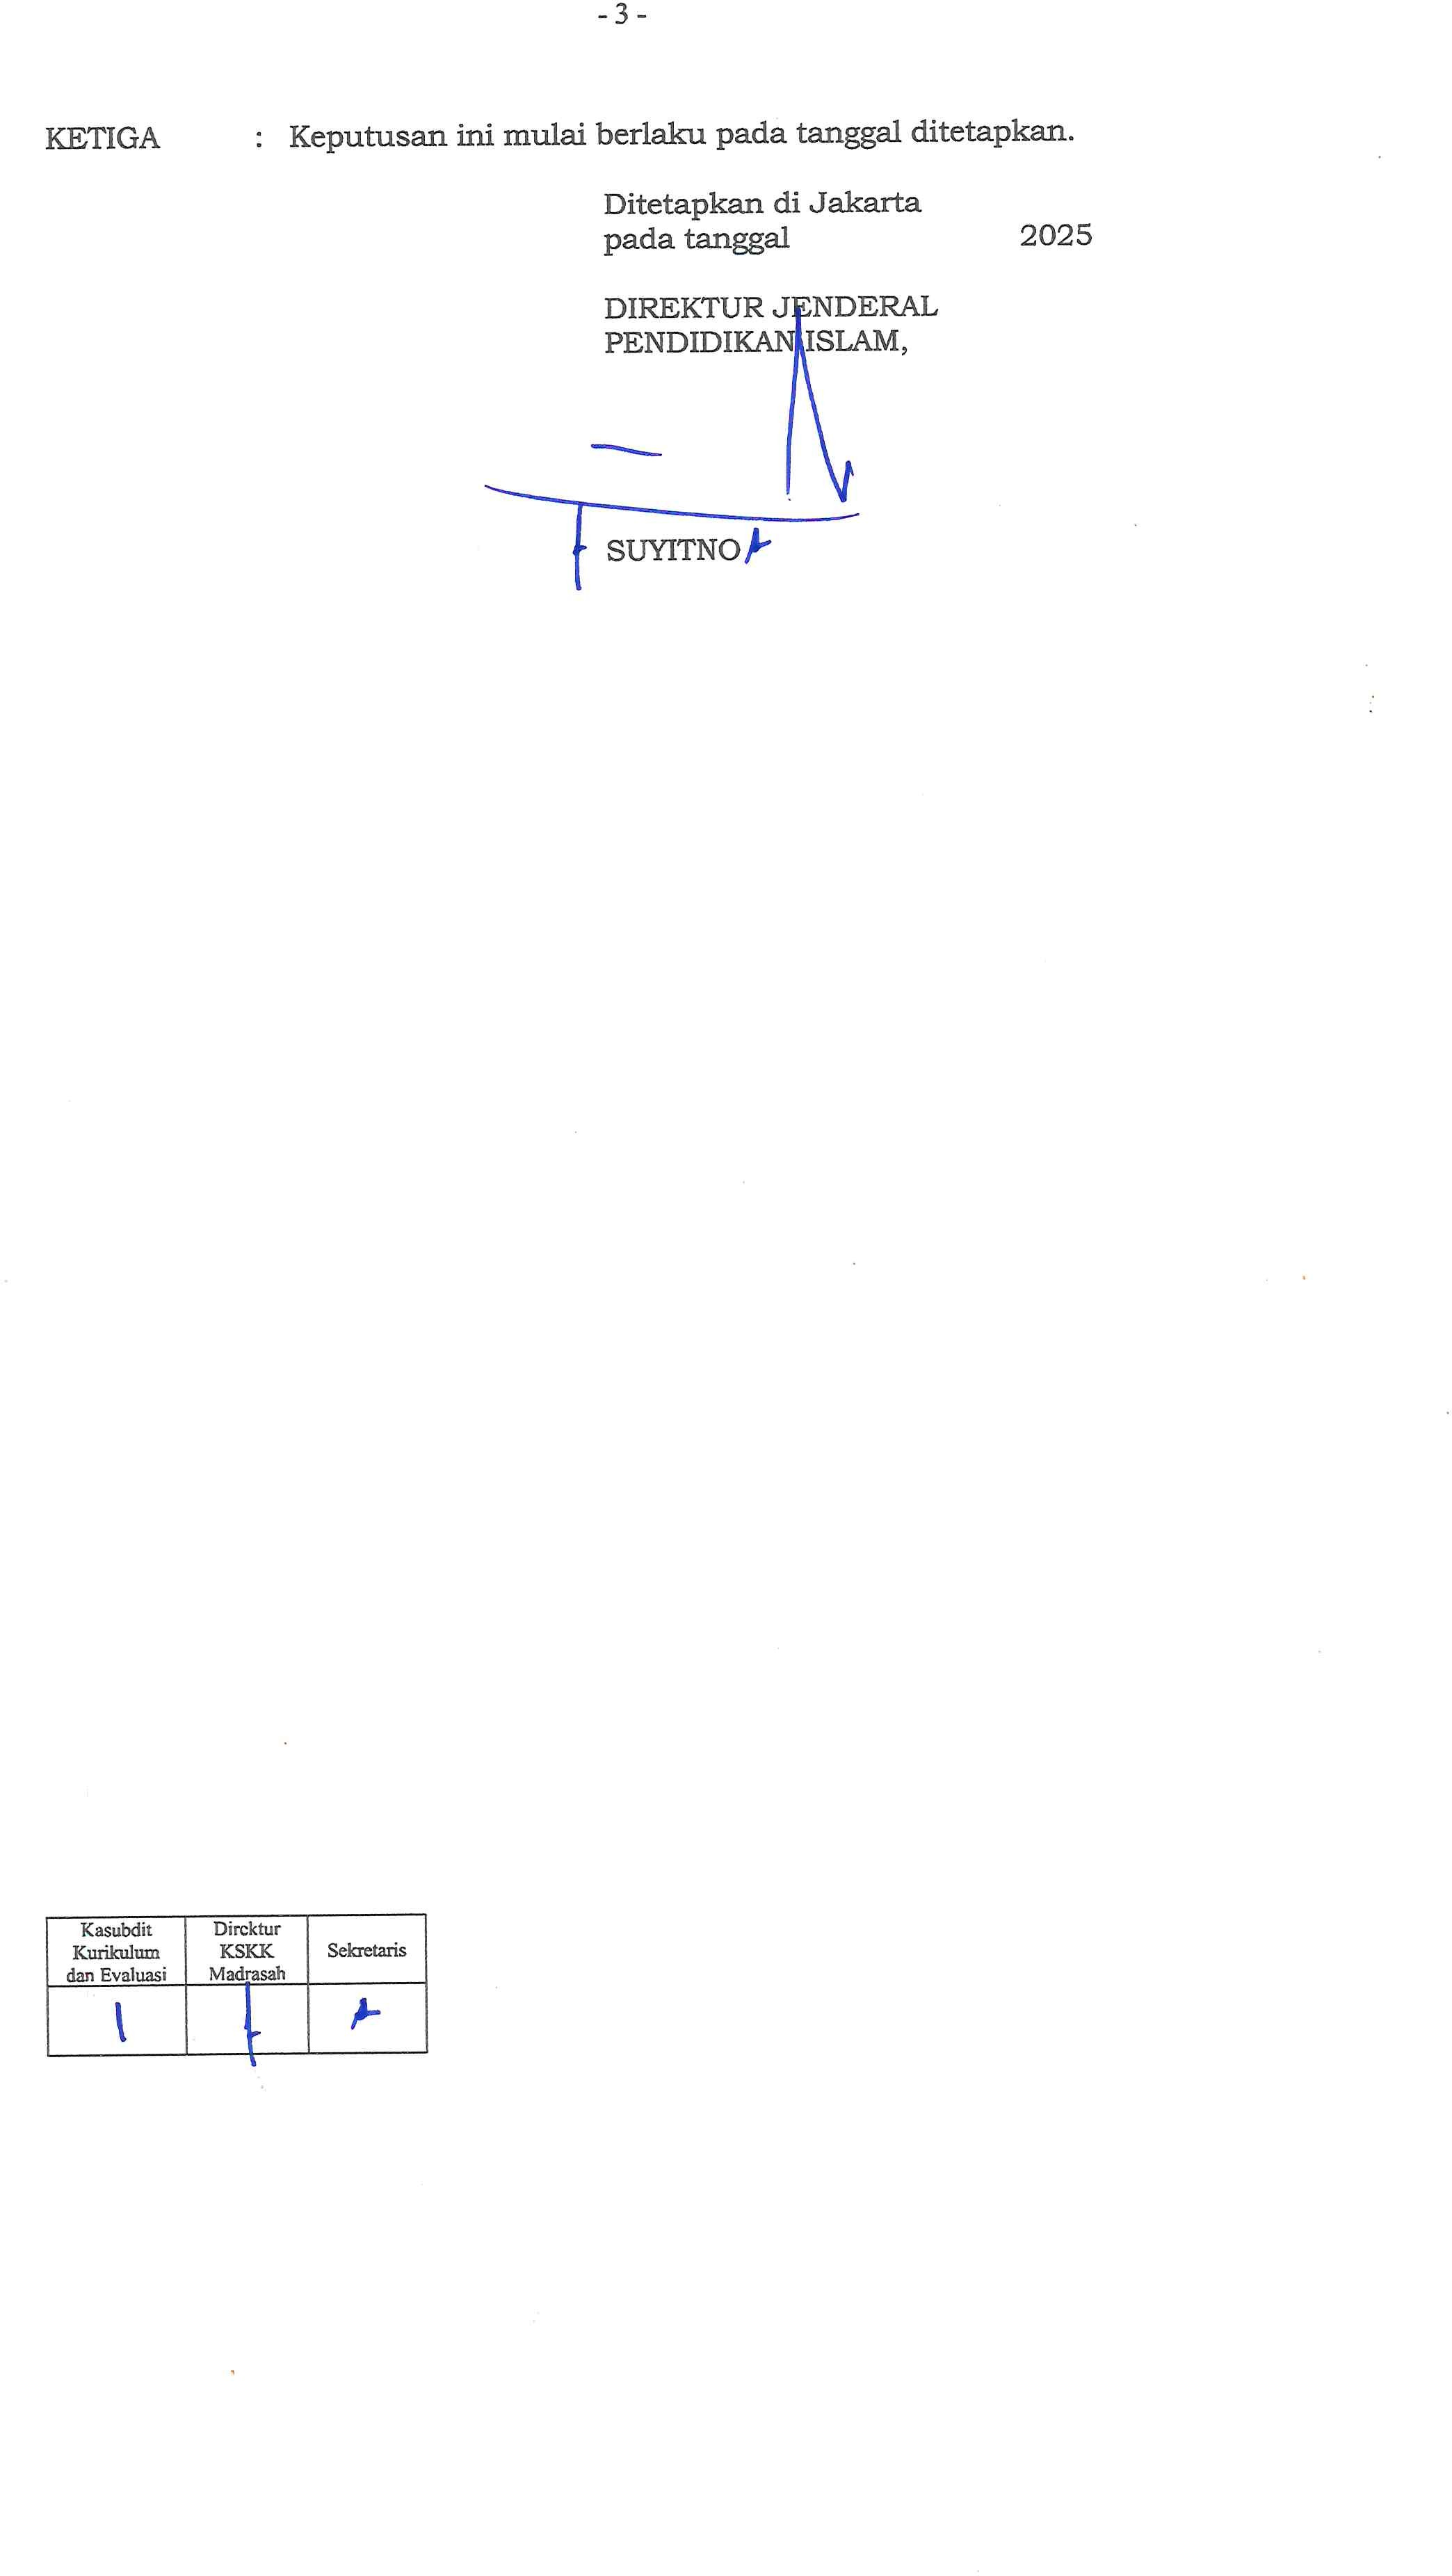 - 3 -
KETIGA : Keputusan ini mulai berlaku pada tanggal ditetapkan.
Ditetapkan di Jakarta
pada tanggal 2025
DIREKTUR JENDERAL
PENDIDIKAN ISLAM,
SUYITNO
Kasubdit Kurikulum dan Evaluasi
Direktur KSKK Madrasah
Sekretaris